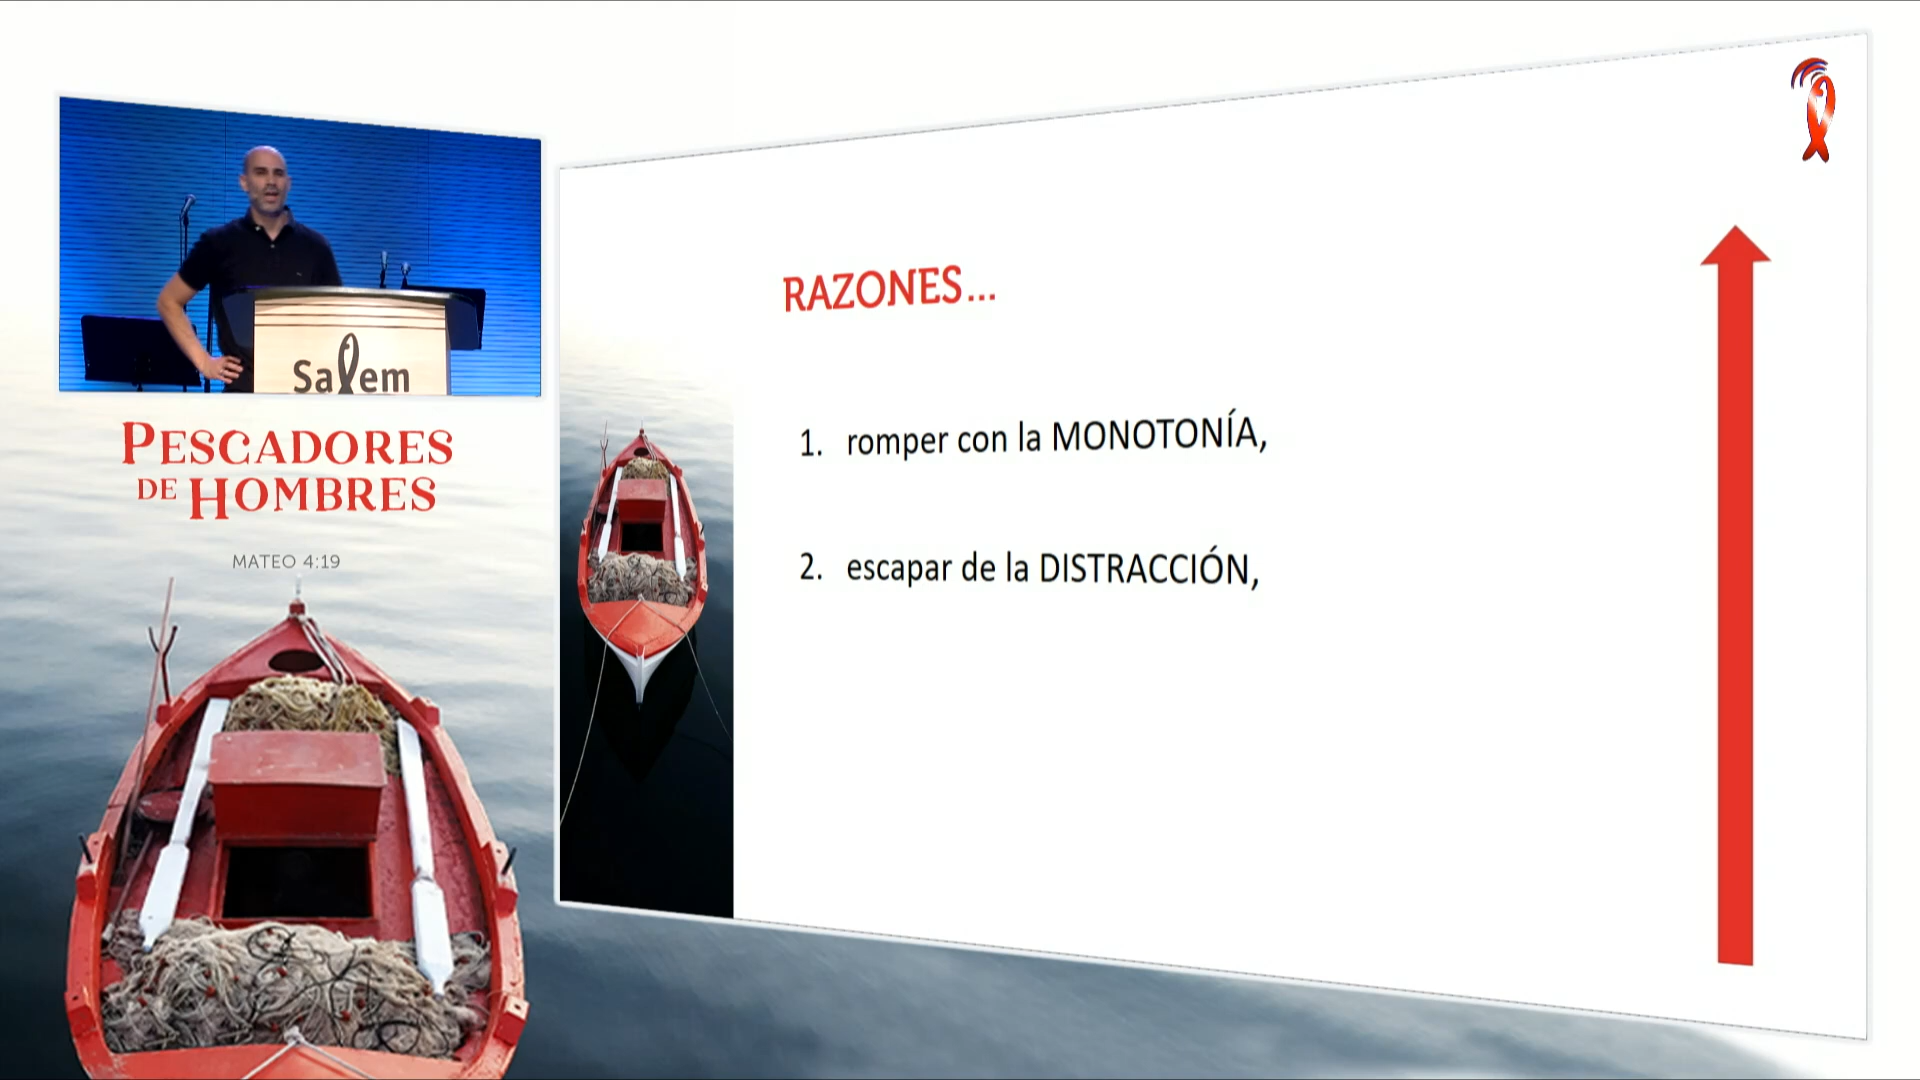 Salem
PESCADORES
DE HOMBRES
MATEO 4:19
RAZONES...
1. romper con la MONOTONÍA,
2. escapar de la DISTRACCIÓN,